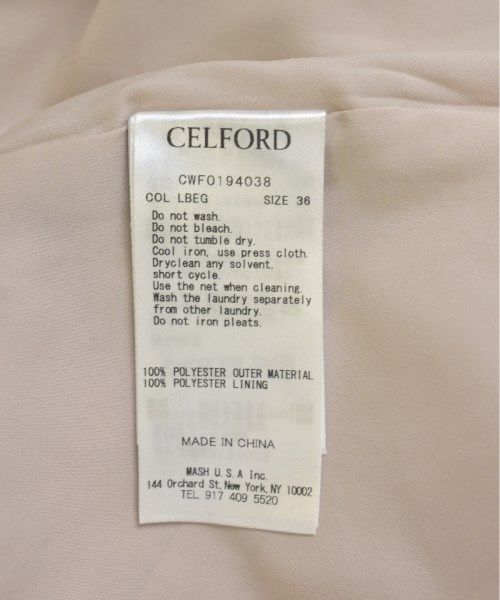 CELFORD
CWF0194038
COL LBEG SIZE 36
Do not wash.
Do not bleach.
Do not tumble dry.
Cool iron, use press cloth.
Dryclean any solvent,
short cycle.
Use the net when cleaning.
Wash the laundry separately
from other laundry.
Do not iron pleats.
100% POLYESTER OUTER MATERIAL
100% POLYESTER LINING
MADE IN CHINA
MASH U.S.A Inc.
144 Orchard St, New York, NY 10002
TEL 917 409 5520